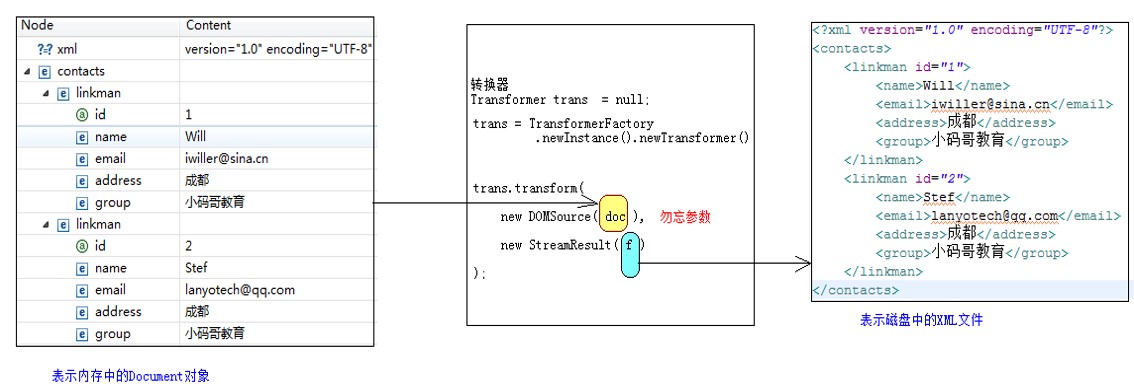 Node Content
?=? xml version="1.0" encoding="UTF-8"
e contacts
e linkman
a id 1
e name Will
e email iwiller@sina.cn
e address 成都
e group 小码哥教育
e linkman
a id 2
e name Stef
e email lanyotech@qq.com
e address 成都
e group 小码哥教育
表示内存中的Document对象
转换器
Transformer trans = null;
trans = TransformerFactory
.newInstance().newTransformer()
trans.transform(
new DOMSource( doc ), 勿忘参数
new StreamResult( f )
);
<?xml version="1.0" encoding="UTF-8"?>
<contacts>
<linkman id="1">
<name>Will</name>
<email>iwiller@sina.cn</email>
<address>成都</address>
<group>小码哥教育</group>
</linkman>
<linkman id="2">
<name>Stef</name>
<email>lanyotech@qq.com</email>
<address>成都</address>
<group>小码哥教育</group>
</linkman>
</contacts>
表示磁盘中的XML文件